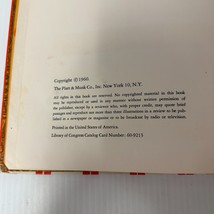 Copyright © 1960.
The Platt & Munk Co., Inc. New York 10, N. Y.
All rights in this book are reserved. No copyrighted material in this book
may be reproduced or used in any manner without written permission of
the publisher, except by a reviewer who, with proper credit, may quote brief
passages and reproduce not more than three illustrations in a review to be pub-
lished in a newspaper or magazine or to be broadcast by radio or television.
Printed in the United States of America.
Library of Congress Catalog Card Number: 60-9213